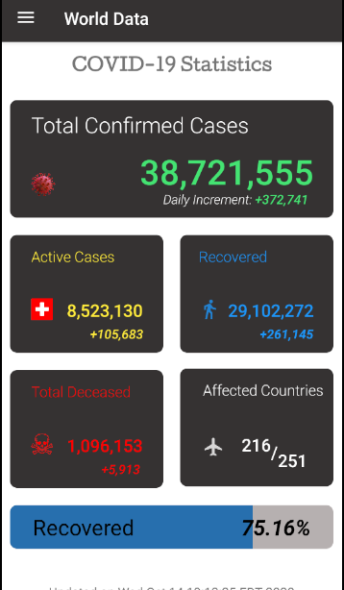 World Data
COVID-19 Statistics
Total Confirmed Cases
38,721,555
Daily Increment: +372,741
Active Cases
8,523,130
+105,683
Recovered
29,102,272
+261,145
Total Deceased
1,096,153
+5,913
Affected Countries
216/251
Recovered 75.16%